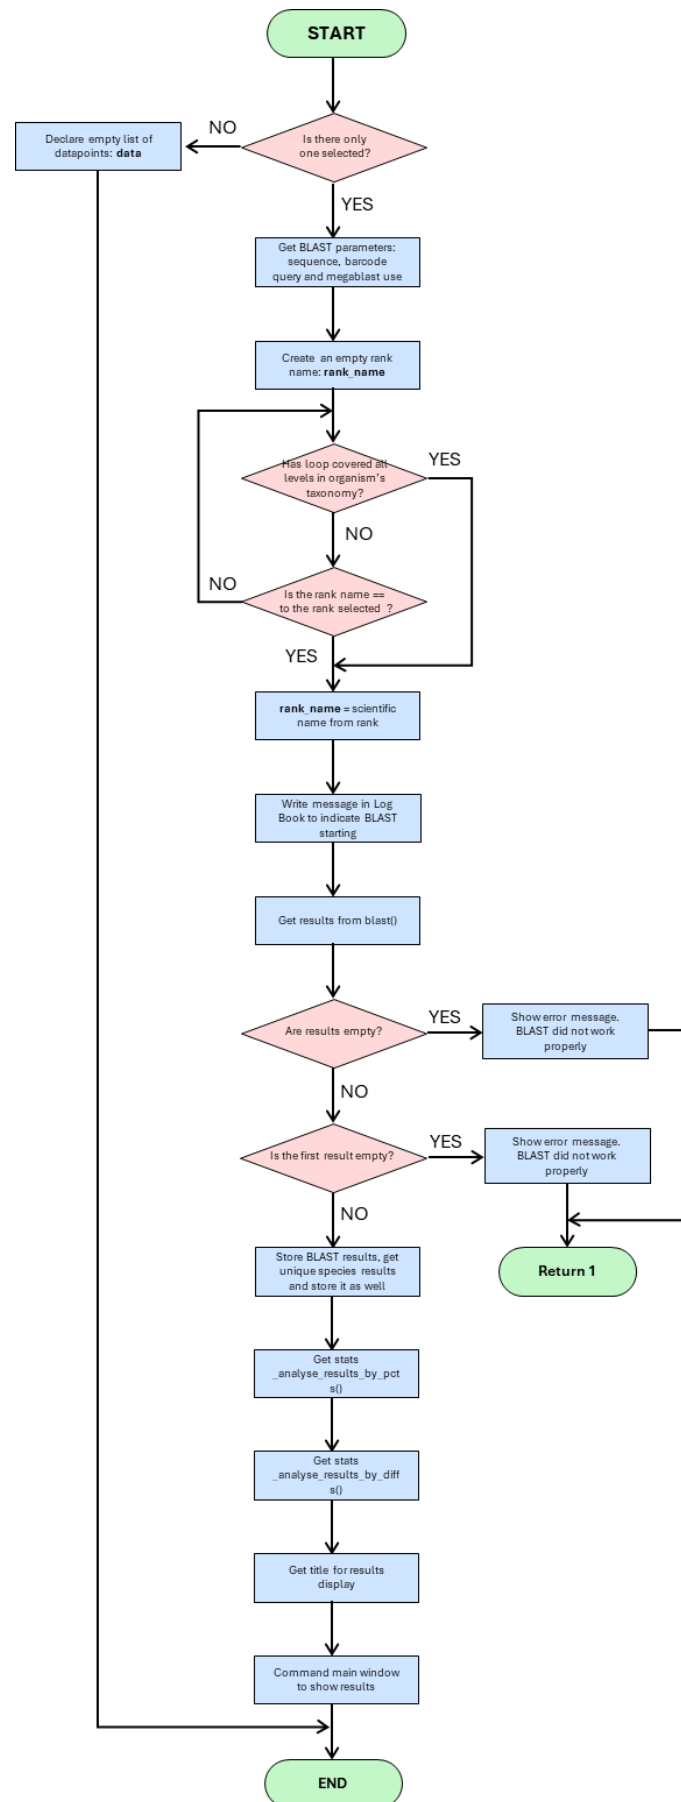 START
NO
Declare empty list of
datapoints: data
Is there only
one selected?
YES
Get BLAST parameters:
sequence, barcode
query and megablast use
Create an empty rank
name: rank_name
Has loop covered all
levels in organism's
taxonomy?
YES
NO
NO
Is the rank name ==
to the rank selected ?
YES
rank_name = scientific
name from rank
Write message in Log
Book to indicate BLAST
starting
Get results from blast()
Are results empty?
YES
Show error message.
BLAST did not work
properly
NO
Is the first result empty?
YES
Show error message.
BLAST did not work
properly
NO
Store BLAST results, get
unique species results
and store it as well
Return 1
Get stats
_analyse_results_by_pct
s()
Get stats
_analyse_results_by_diff
s()
Get title for results
display
Command main window
to show results
END